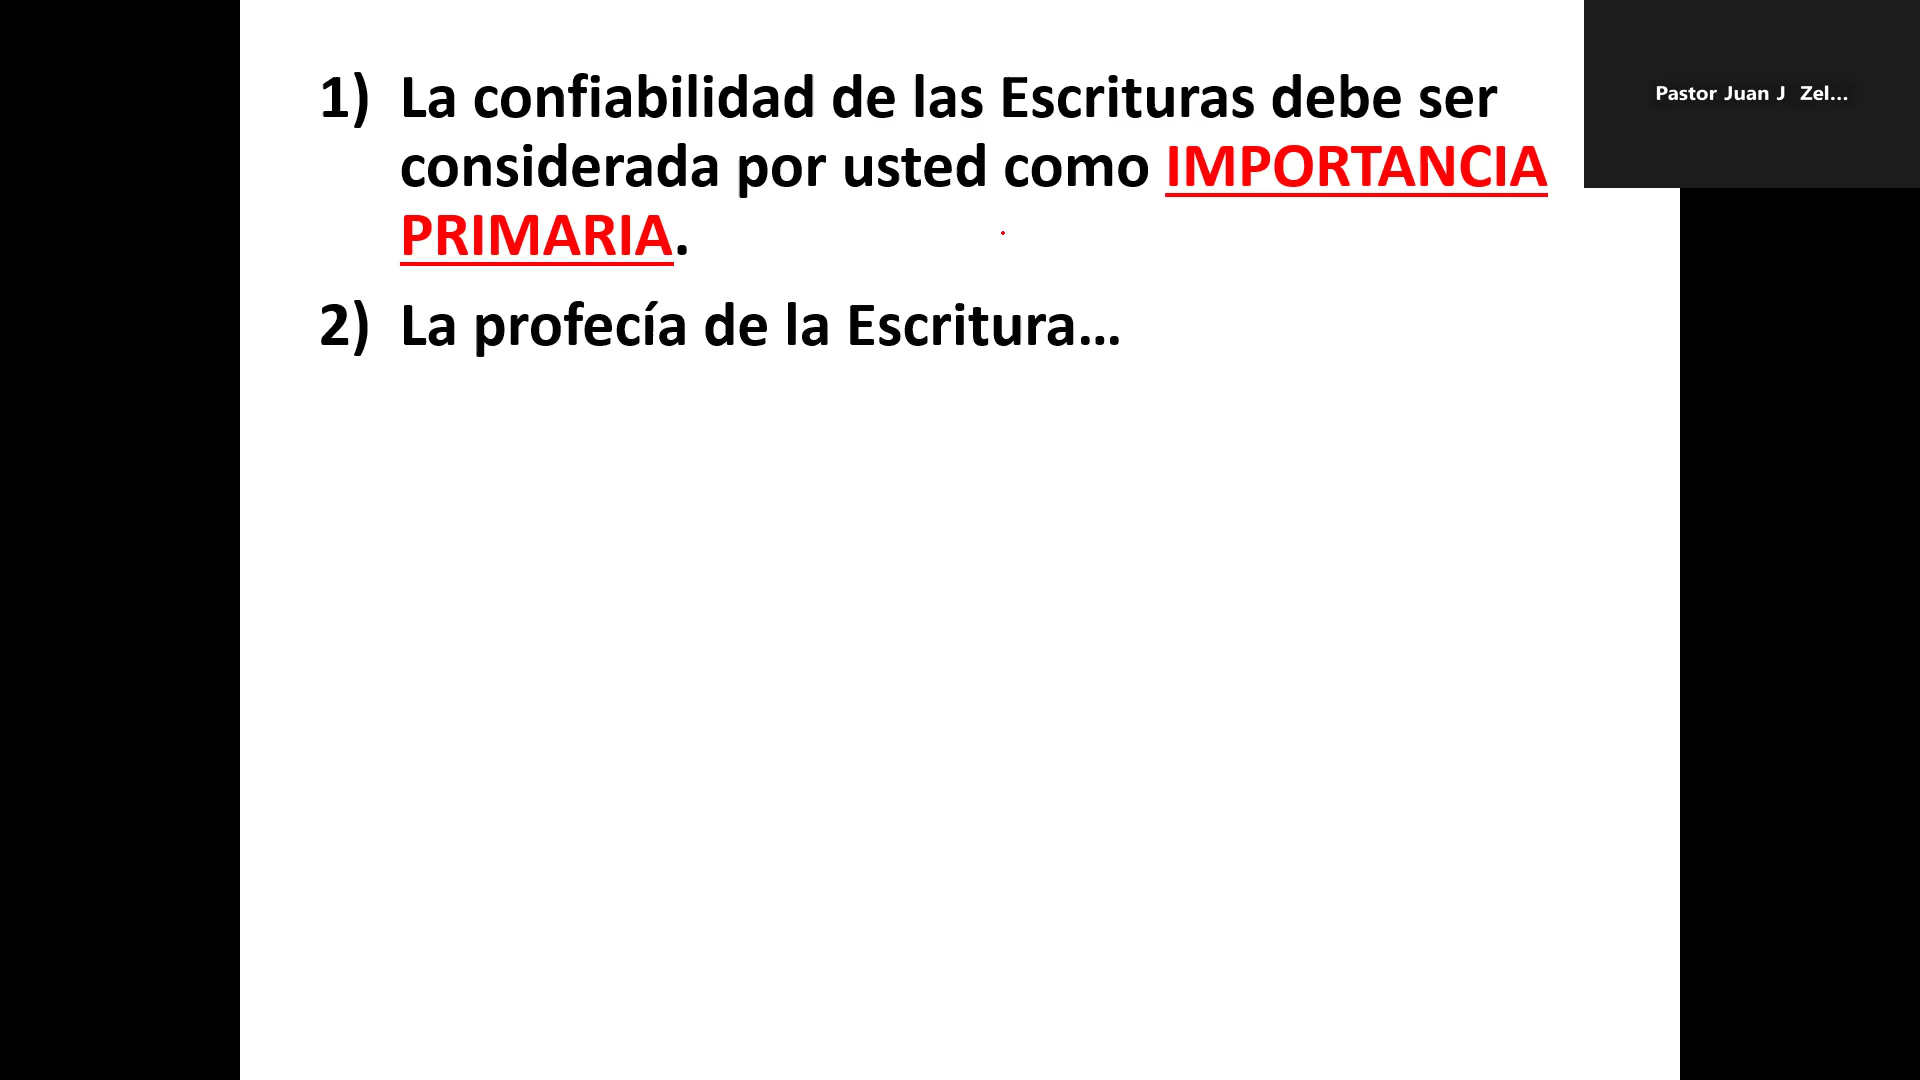 1) La confiabilidad de las Escrituras debe ser
considerada por usted como IMPORTANCIA
PRIMARIA.
2) La profecía de la Escritura...
Pastor Juan J Zel...